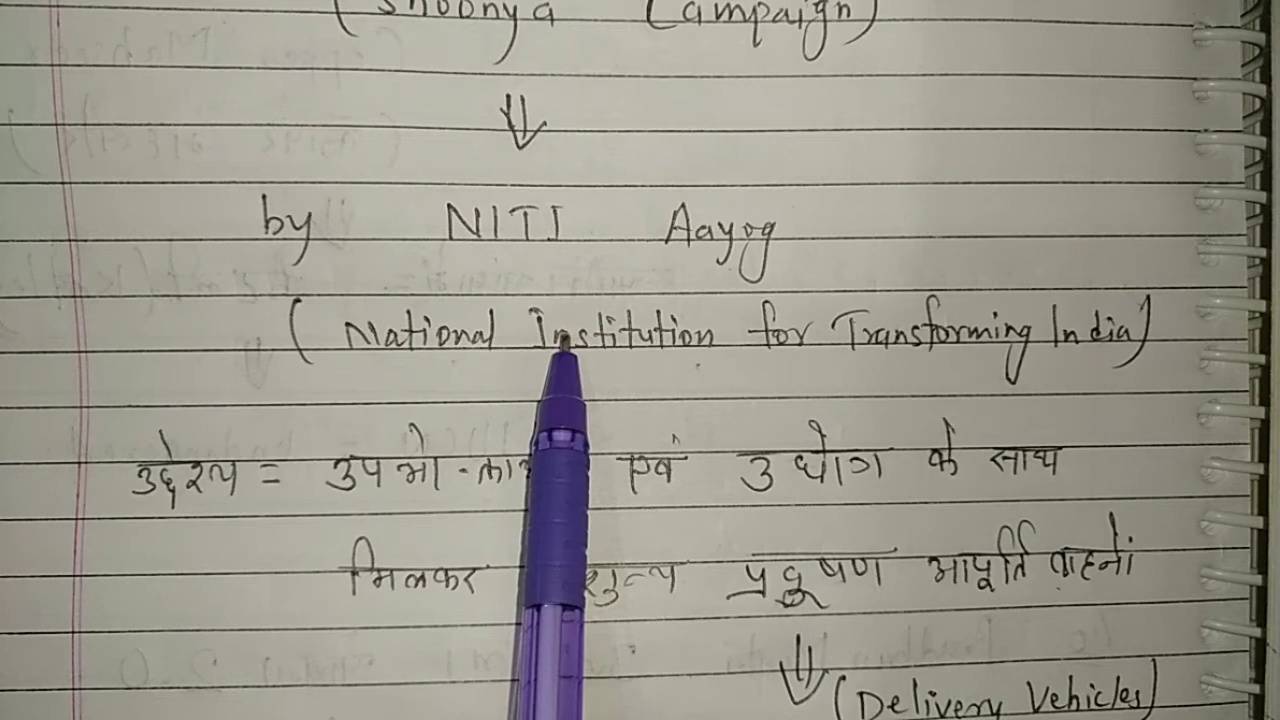 (Shoonya Campaign)
by NITI Aayog
(National Institution for Transforming India)
उद्देश्य = एवं उद्योग के साथ
मिलकर शुन्य प्रदूषण आपूर्ति वाहनों
(Delivery Vehicles)